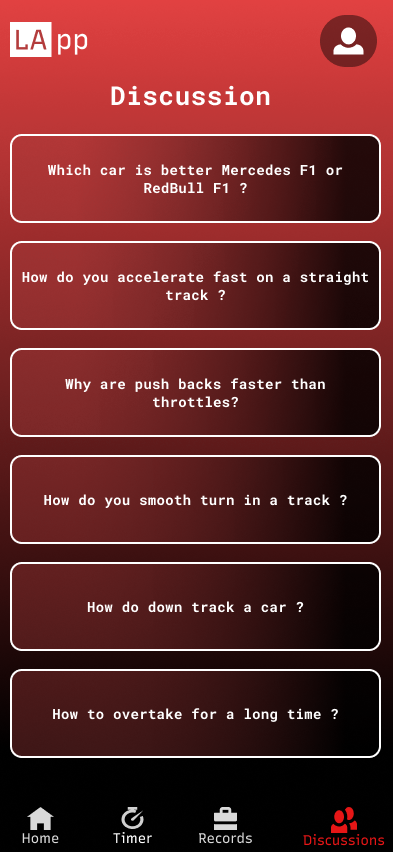 LApp
Discussion
Which car is better Mercedes F1 or
RedBull F1 ?
How do you accelerate fast on a straight
track ?
Why are push backs faster than
throttles?
How do you smooth turn in a track ?
How do down track a car ?
How to overtake for a long time ?
Home Timer Records Discussions